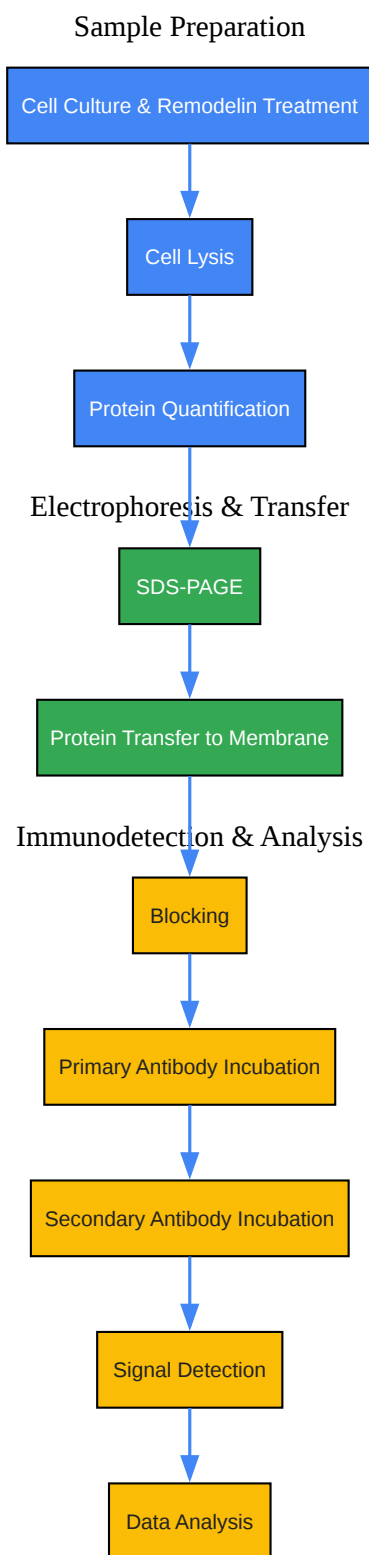 Sample Preparation
Cell Culture & Remodelin Treatment
Cell Lysis
Protein Quantification
Electrophoresis & Transfer
SDS-PAGE
Protein Transfer to Membrane
Immunodetection & Analysis
Blocking
Primary Antibody Incubation
Secondary Antibody Incubation
Signal Detection
Data Analysis